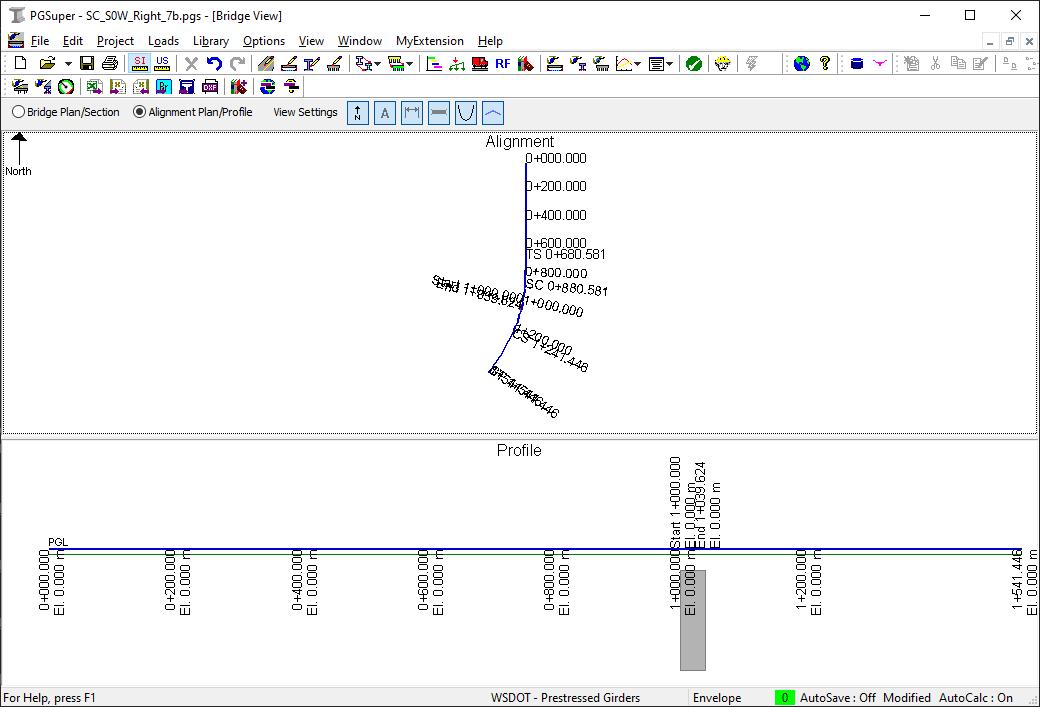 PGSuper - SC_S0W_Right_7b.pgs - [Bridge View]
File Edit Project Loads Library Options View Window MyExtension Help
SI US RF
Br DXF
Bridge Plan/Section Alignment Plan/Profile View Settings N A
Alignment
North
0+000.000
0+200.000
0+400.000
0+600.000
TS 0+680.581
0+800.000
SC 0+880.581
Start 1+000.000
End 1+039.624
1+000.000
1+200.000
CS 1+241.446
Profile
Start 1+000.000
El. 0.000 m
End 1+039.624
El. 0.000 m
PGL
0+000.000
El. 0.000 m
0+200.000
El. 0.000 m
0+400.000
El. 0.000 m
0+600.000
El. 0.000 m
0+800.000
El. 0.000 m
1+000.000
El. 0.000 m
1+200.000
El. 0.000 m
1+541.446
El. 0.000 m
For Help, press F1 WSDOT - Prestressed Girders Envelope 0 AutoSave : Off Modified AutoCalc : On